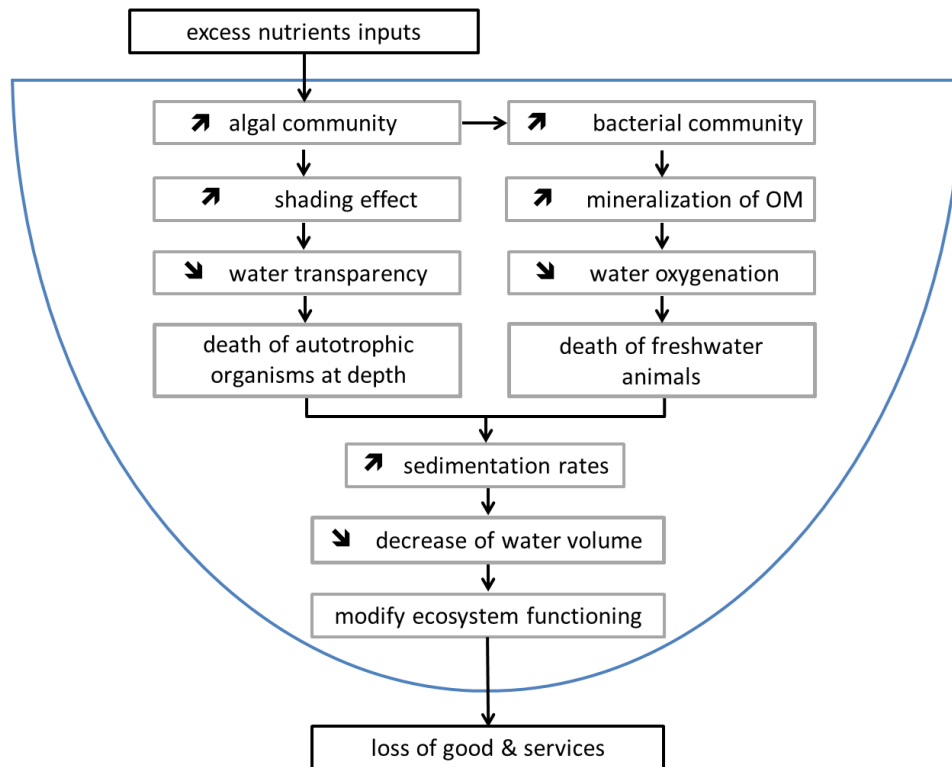 excess nutrients inputs
algal community
bacterial community
shading effect
mineralization of OM
water transparency
water oxygenation
death of autotrophic
organisms at depth
death of freshwater
animals
sedimentation rates
decrease of water volume
modify ecosystem functioning
loss of good & services